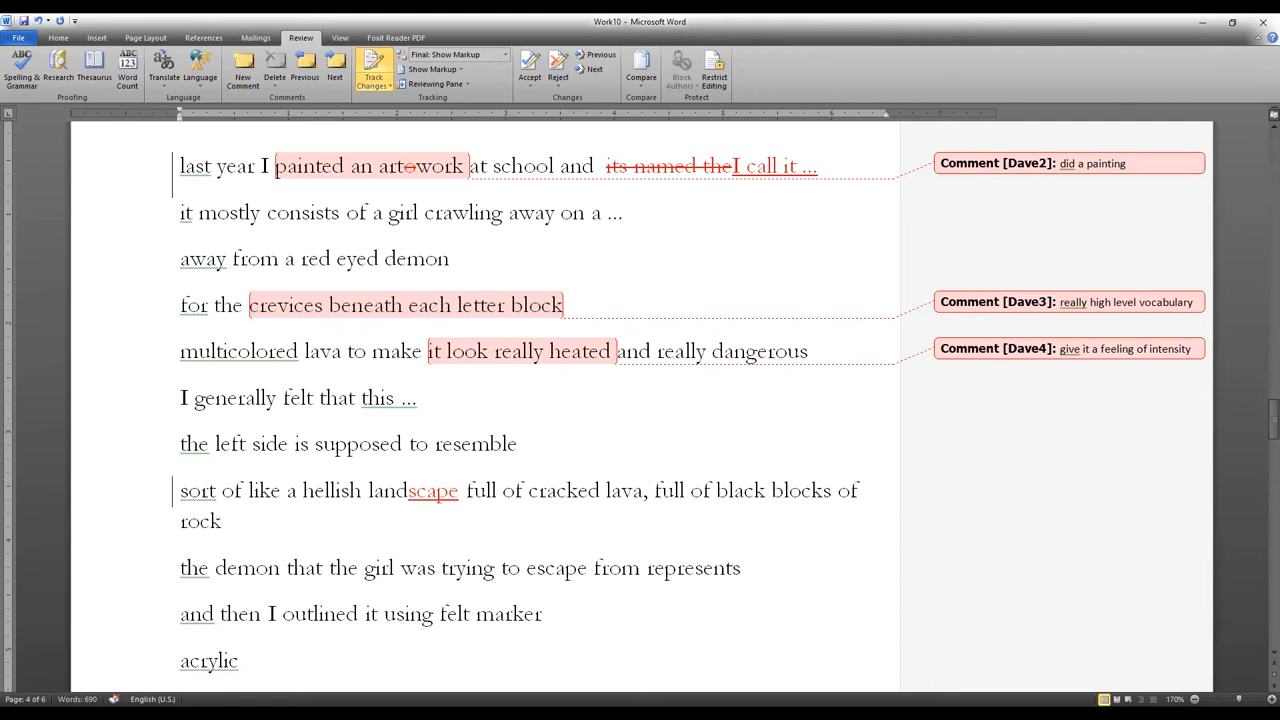 Work10 - Microsoft Word
File Home Insert Page Layout References Mailings Review View Foxit Reader PDF
Spelling & Grammar
Research
Thesaurus
Word Count
Proofing
Translate
Language
Language
New Comment
Delete
Previous
Next
Comments
Track Changes
Final: Show Markup
Show Markup
Reviewing Pane
Tracking
Accept
Reject
Previous
Next
Changes
Compare
Compare
Block Authors
Restrict Editing
Protect
1 2 3 4 5 6 7
last year I painted an artowork at school and its named theI call it ...
Comment [Dave2]: did a painting
it mostly consists of a girl crawling away on a ...
away from a red eyed demon
for the crevices beneath each letter block
Comment [Dave3]: really high level vocabulary
multicolored lava to make it look really heated and really dangerous
Comment [Dave4]: give it a feeling of intensity
I generally felt that this ...
the left side is supposed to resemble
sort of like a hellish landscape full of cracked lava, full of black blocks of
rock
the demon that the girl was trying to escape from represents
and then I outlined it using felt marker
acrylic
Page: 4 of 6 Words: 690 English (U.S.) 170%